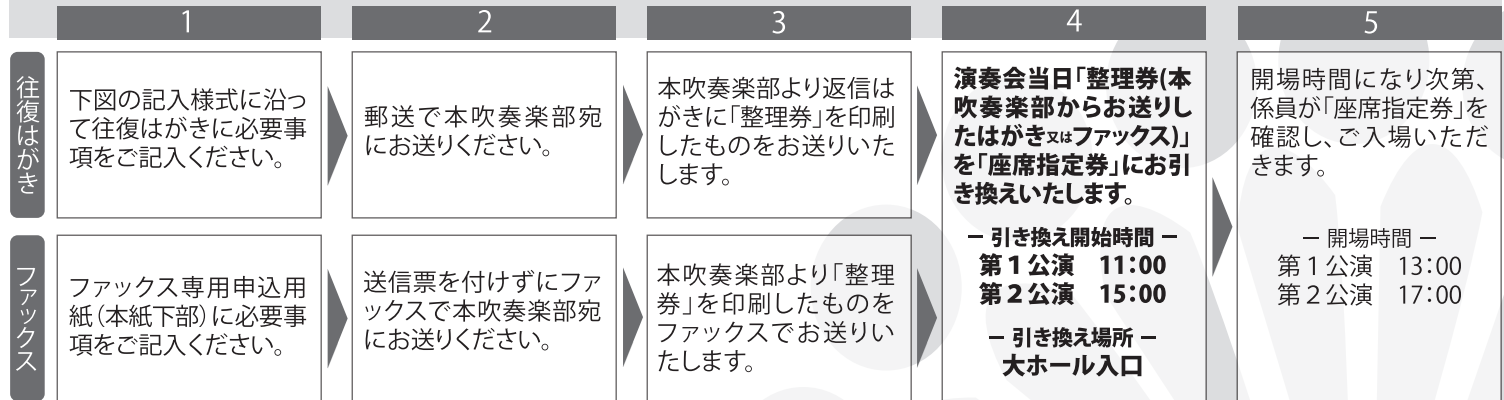 1
2
3
4
5
往復はがき
下図の記入様式に沿っ
て往復はがきに必要事
項をご記入ください。
郵送で本吹奏楽部宛
にお送りください。
本吹奏楽部より返信は
がきに「整理券」を印刷
したものをお送りいた
します。
演奏会当日「整理券(本
吹奏楽部からお送りし
たはがき又はファックス)」
を「座席指定券」にお引
き換えいたします。
− 引き換え開始時間 −
第1公演 11:00
第2公演 15:00
− 引き換え場所 −
大ホール入口
開場時間になり次第、
係員が「座席指定券」を
確認し、ご入場いただ
きます。
− 開場時間 −
第1公演 13:00
第2公演 17:00
ファックス
ファックス専用申込用
紙(本紙下部)に必要事
項をご記入ください。
送信票を付けずにファ
ックスで本吹奏楽部宛
にお送りください。
本吹奏楽部より「整理
券」を印刷したものを
ファックスでお送りい
たします。